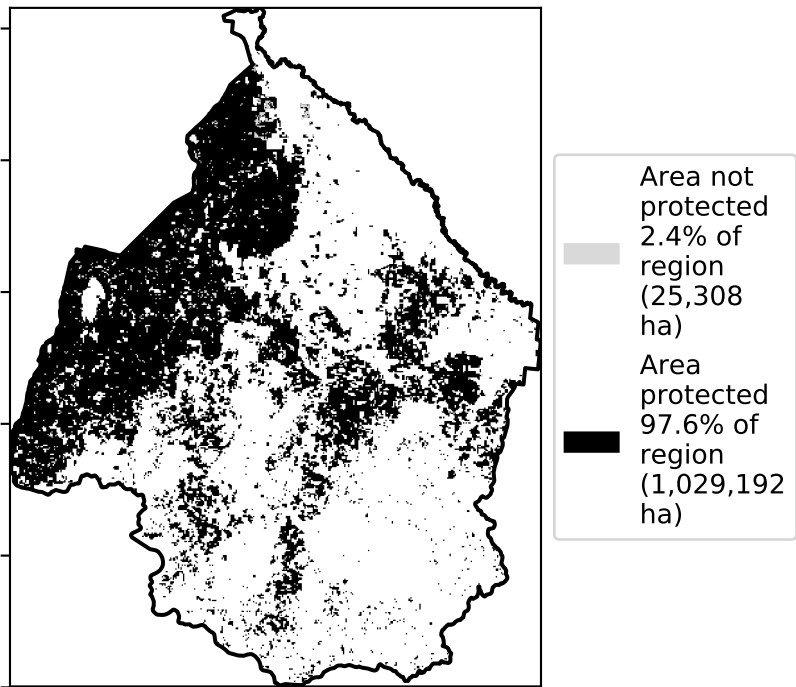 Area not
protected
2.4% of
region
(25,308
ha)
Area
protected
97.6% of
region
(1,029,192
ha)